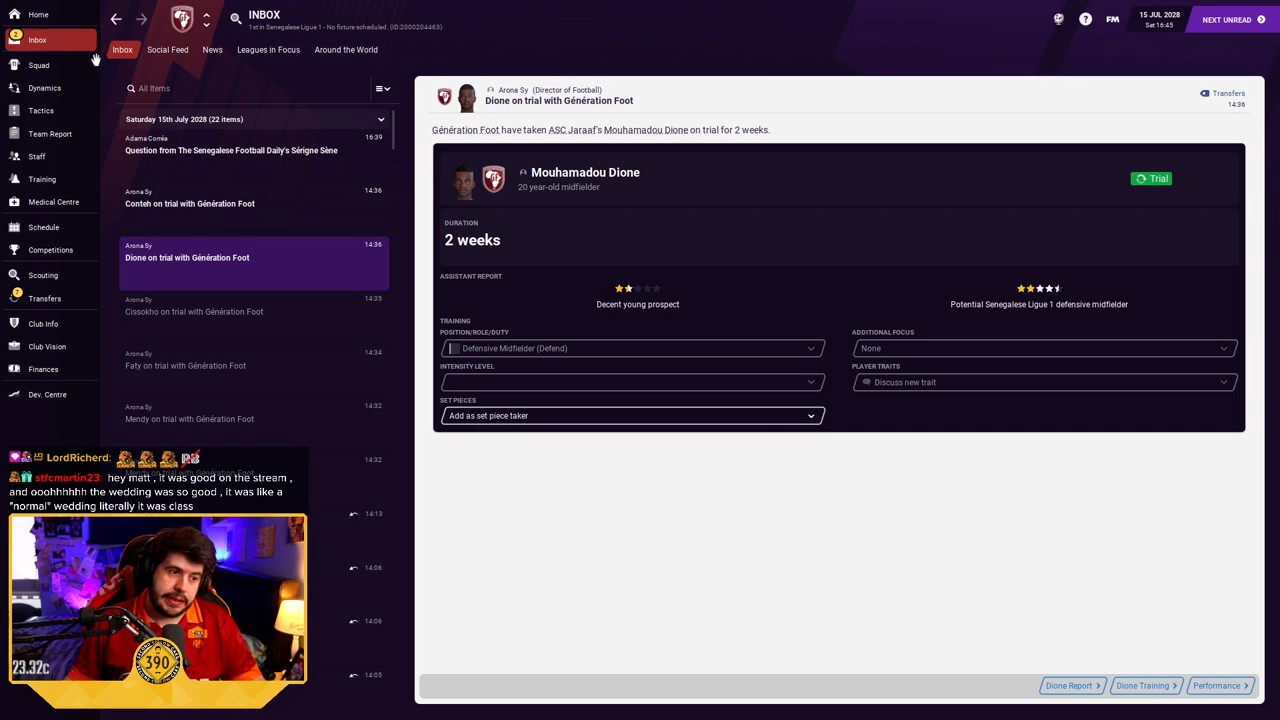 Home
2
Inbox
Squad
Dynamics
Tactics
Team Report
Staff
Training
Medical Centre
Schedule
Competitions
Scouting
7
Transfers
Club Info
Club Vision
Finances
Dev. Centre
INBOX
1st in Senegalese Ligue 1 - No fixture scheduled. (ID:2000204463)
FM
15 JUL 2028
Sat 16:45
NEXT UNREAD
Inbox
Social Feed
News
Leagues in Focus
Around the World
All Items
Saturday 15th July 2028 (22 items)
Adama Corréa
16:39
Question from The Senegalese Football Daily's Sérigne Sène
Arona Sy
14:36
Conteh on trial with Génération Foot
Arona Sy
14:36
Dione on trial with Génération Foot
Arona Sy
14:35
Cissokho on trial with Génération Foot
Arona Sy
14:34
Faty on trial with Génération Foot
Arona Sy
14:32
Mendy on trial with Génération Foot
14:32
Mendy on trial with Génération Foot
14:13
14:06
14:06
14:05
LordRicherd:
stfcmartin23: hey matt , it was good on the stream ,
and ooohhhhhh the wedding was so good , it was like a
"normal" wedding literally it was class
23.32c
390
Arona Sy (Director of Football)
Dione on trial with Génération Foot
Transfers
14:36
Génération Foot have taken ASC Jaraaf's Mouhamadou Dione on trial for 2 weeks.
Mouhamadou Dione
20 year-old midfielder
Trial
DURATION
2 weeks
ASSISTANT REPORT
Decent young prospect
Potential Senegalese Ligue 1 defensive midfielder
TRAINING
POSITION/ROLE/DUTY
Defensive Midfielder (Defend)
ADDITIONAL FOCUS
None
INTENSITY LEVEL
PLAYER TRAITS
Discuss new trait
SET PIECES
Add as set piece taker
Dione Report
Dione Training
Performance